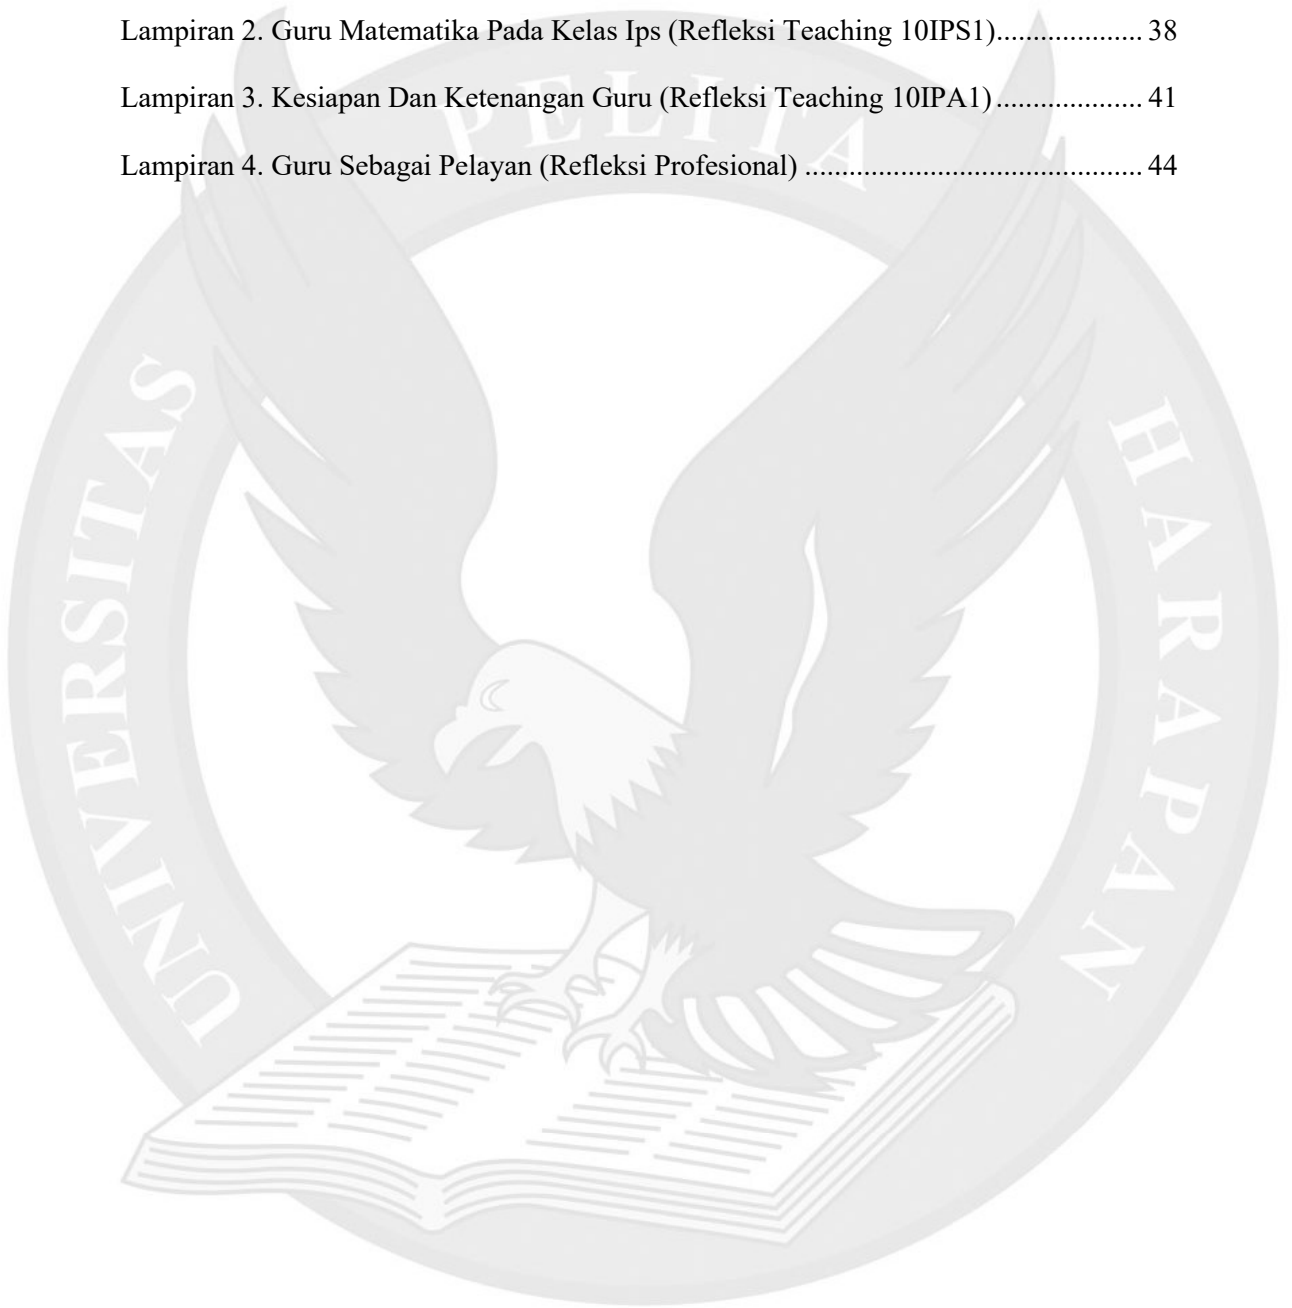 Lampiran 2. Guru Matematika Pada Kelas Ips (Refleksi Teaching 10IPS1)................... 38
Lampiran 3. Kesiapan Dan Ketenangan Guru (Refleksi Teaching 10IPA1).................... 41
Lampiran 4. Guru Sebagai Pelayan (Refleksi Profesional) ............................................. 44
UNIVERSITAS PELITA HARAPAN